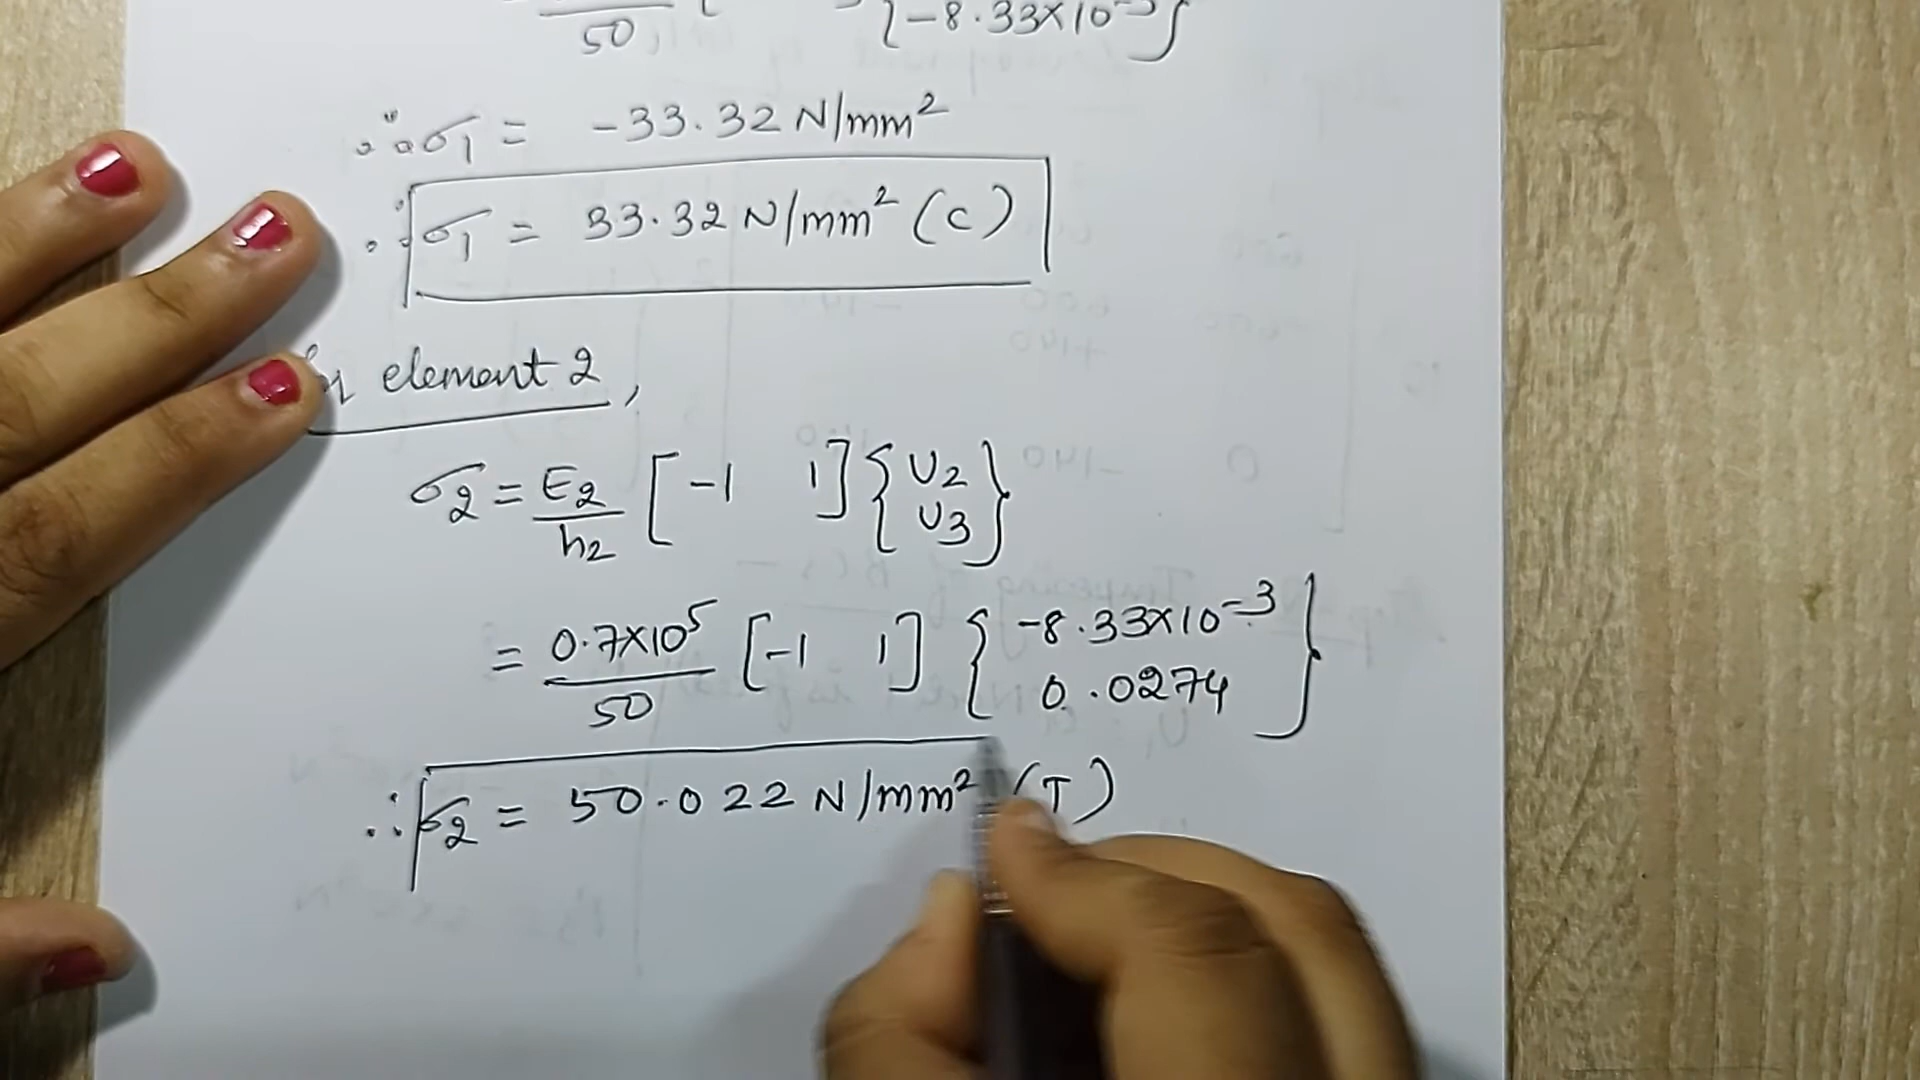 50 [ {-8.33×10⁻³}
∴ σ1 = -33.32 N/mm²
∴ σ1 = 33.32 N/mm² (C)
element 2,
σ2 = E2/h2 [-1 1] {U2 U3}
= 0.7×10⁵/50 [-1 1] {-8.33×10⁻³ 0.0274}
∴ σ2 = 50.022 N/mm² (T)